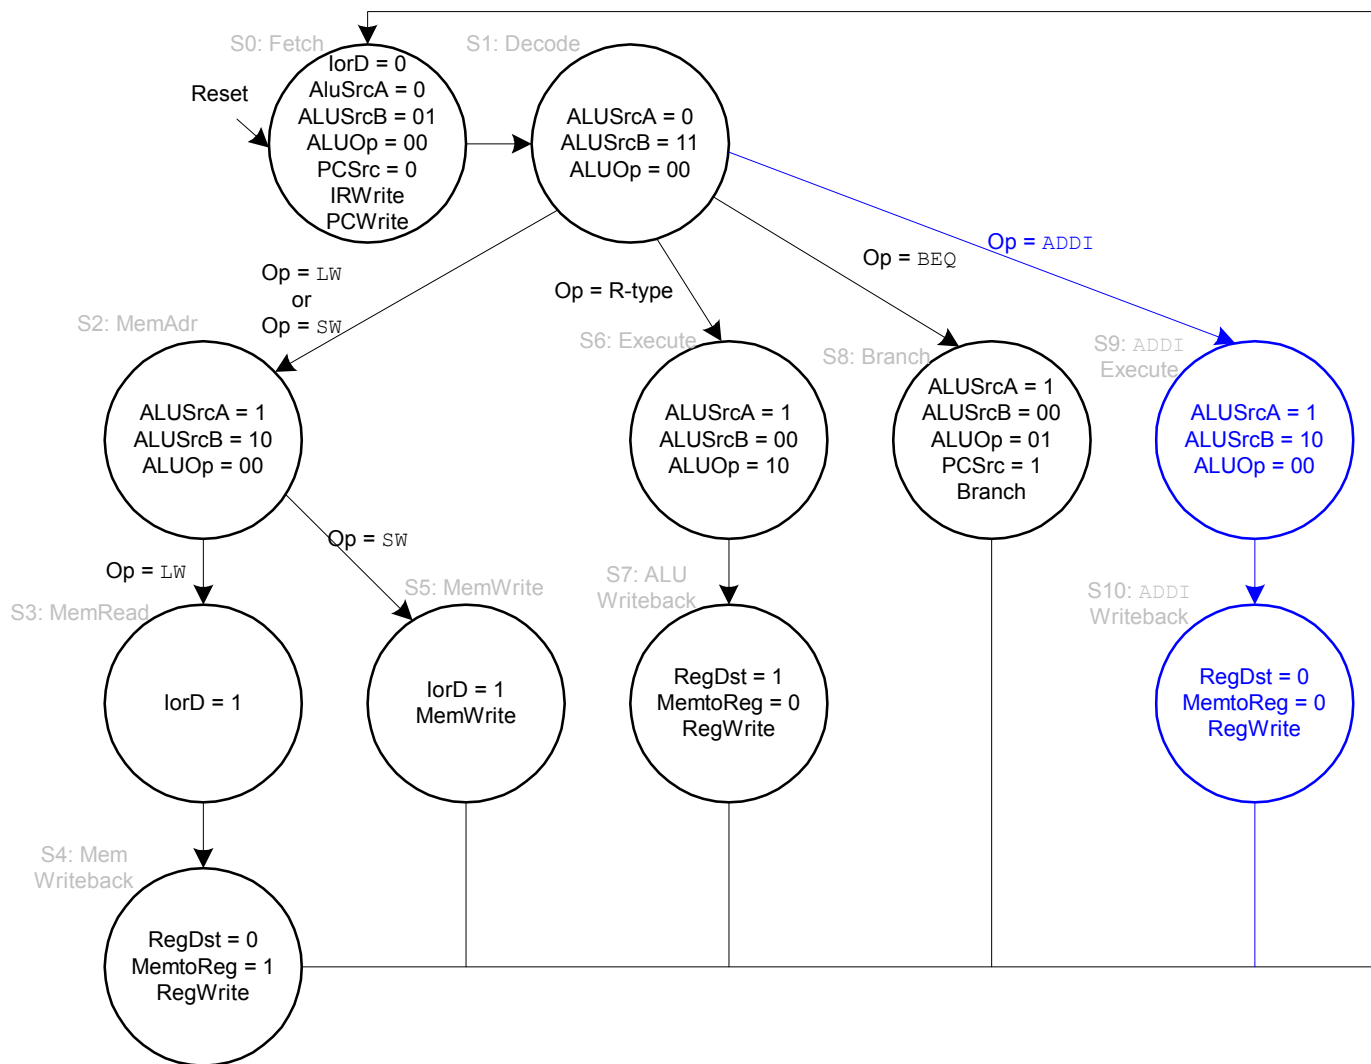 S0: Fetch
S1: Decode
Reset
IorD = 0
AluSrcA = 0
ALUSrcB = 01
ALUOp = 00
PCSrc = 0
IRWrite
PCWrite
ALUSrcA = 0
ALUSrcB = 11
ALUOp = 00
Op = LW
or
Op = SW
Op = R-type
Op = BEQ
Op = ADDI
S2: MemAdr
ALUSrcA = 1
ALUSrcB = 10
ALUOp = 00
S6: Execute
ALUSrcA = 1
ALUSrcB = 00
ALUOp = 10
S8: Branch
ALUSrcA = 1
ALUSrcB = 00
ALUOp = 01
PCSrc = 1
Branch
S9: ADDI
Execute
ALUSrcA = 1
ALUSrcB = 10
ALUOp = 00
Op = LW
Op = SW
S3: MemRead
IorD = 1
S5: MemWrite
IorD = 1
MemWrite
S7: ALU
Writeback
RegDst = 1
MemtoReg = 0
RegWrite
S10: ADDI
Writeback
RegDst = 0
MemtoReg = 0
RegWrite
S4: Mem
Writeback
RegDst = 0
MemtoReg = 1
RegWrite